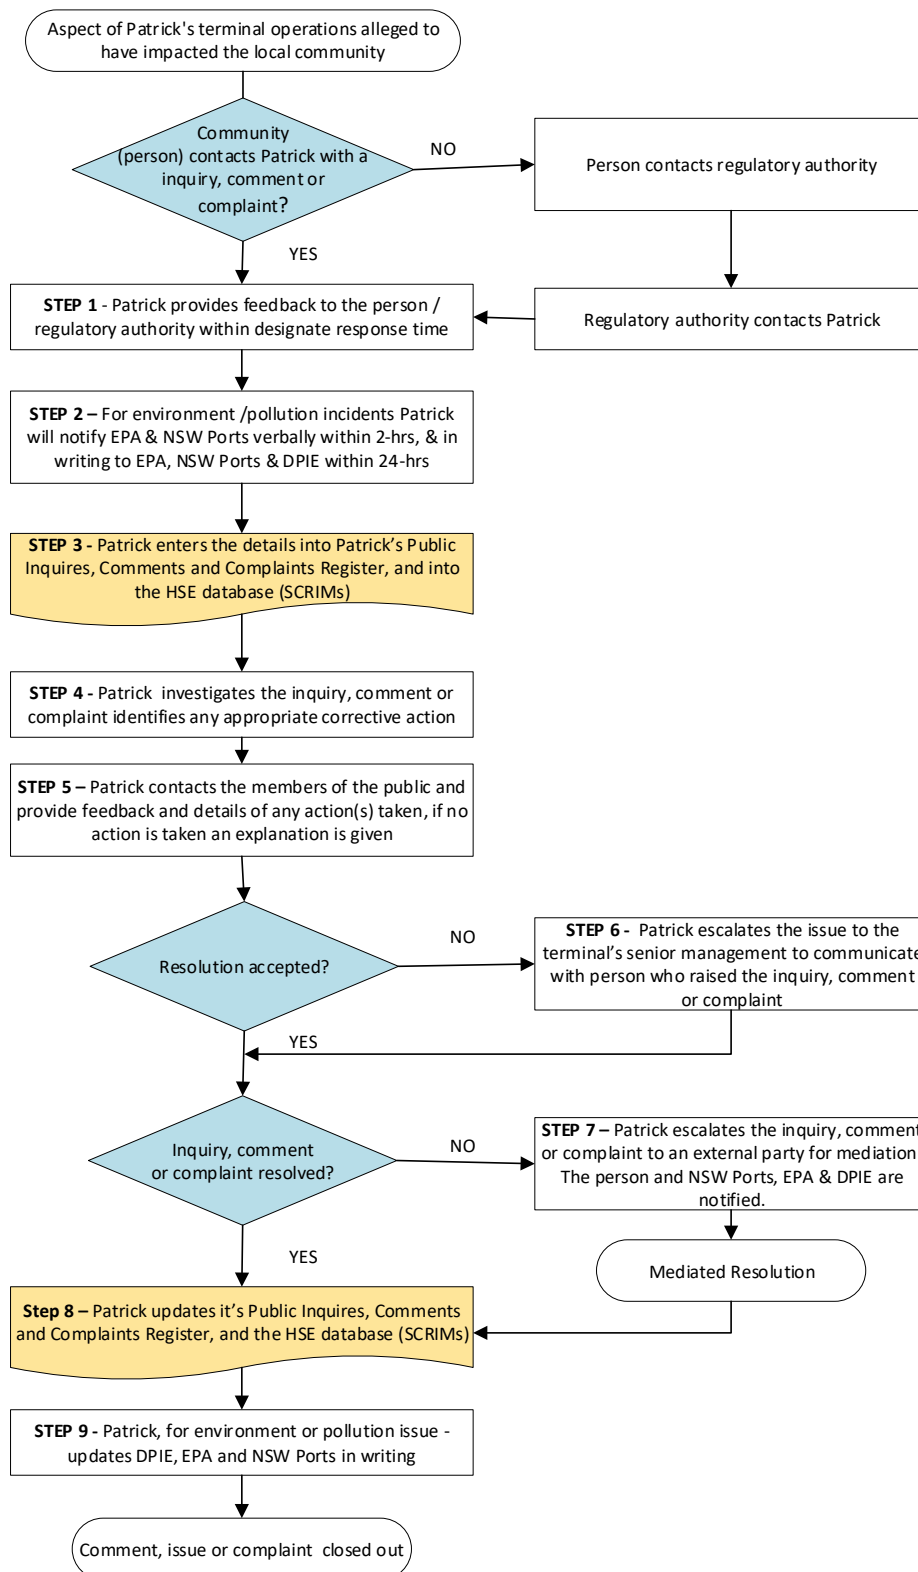 Aspect of Patrick's terminal operations alleged to
have impacted the local community
Community
(person) contacts Patrick with a
inquiry, comment or
complaint?
NO
Person contacts regulatory authority
YES
STEP 1 - Patrick provides feedback to the person /
regulatory authority within designate response time
Regulatory authority contacts Patrick
STEP 2 – For environment /pollution incidents Patrick
will notify EPA & NSW Ports verbally within 2-hrs, & in
writing to EPA, NSW Ports & DPIE within 24-hrs
STEP 3 - Patrick enters the details into Patrick's Public
Inquires, Comments and Complaints Register, and into
the HSE database (SCRIMs)
STEP 4 - Patrick investigates the inquiry, comment or
complaint identifies any appropriate corrective action
STEP 5 – Patrick contacts the members of the public and
provide feedback and details of any action(s) taken, if no
action is taken an explanation is given
Resolution accepted?
NO
STEP 6 - Patrick escalates the issue to the
terminal's senior management to communicate
with person who raised the inquiry, comment
or complaint
YES
Inquiry, comment
or complaint resolved?
NO
STEP 7 – Patrick escalates the inquiry, comment
or complaint to an external party for mediation
The person and NSW Ports, EPA & DPIE are
notified.
YES
Mediated Resolution
Step 8 – Patrick updates it's Public Inquires, Comments
and Complaints Register, and the HSE database (SCRIMs)
STEP 9 - Patrick, for environment or pollution issue -
updates DPIE, EPA and NSW Ports in writing
Comment, issue or complaint closed out